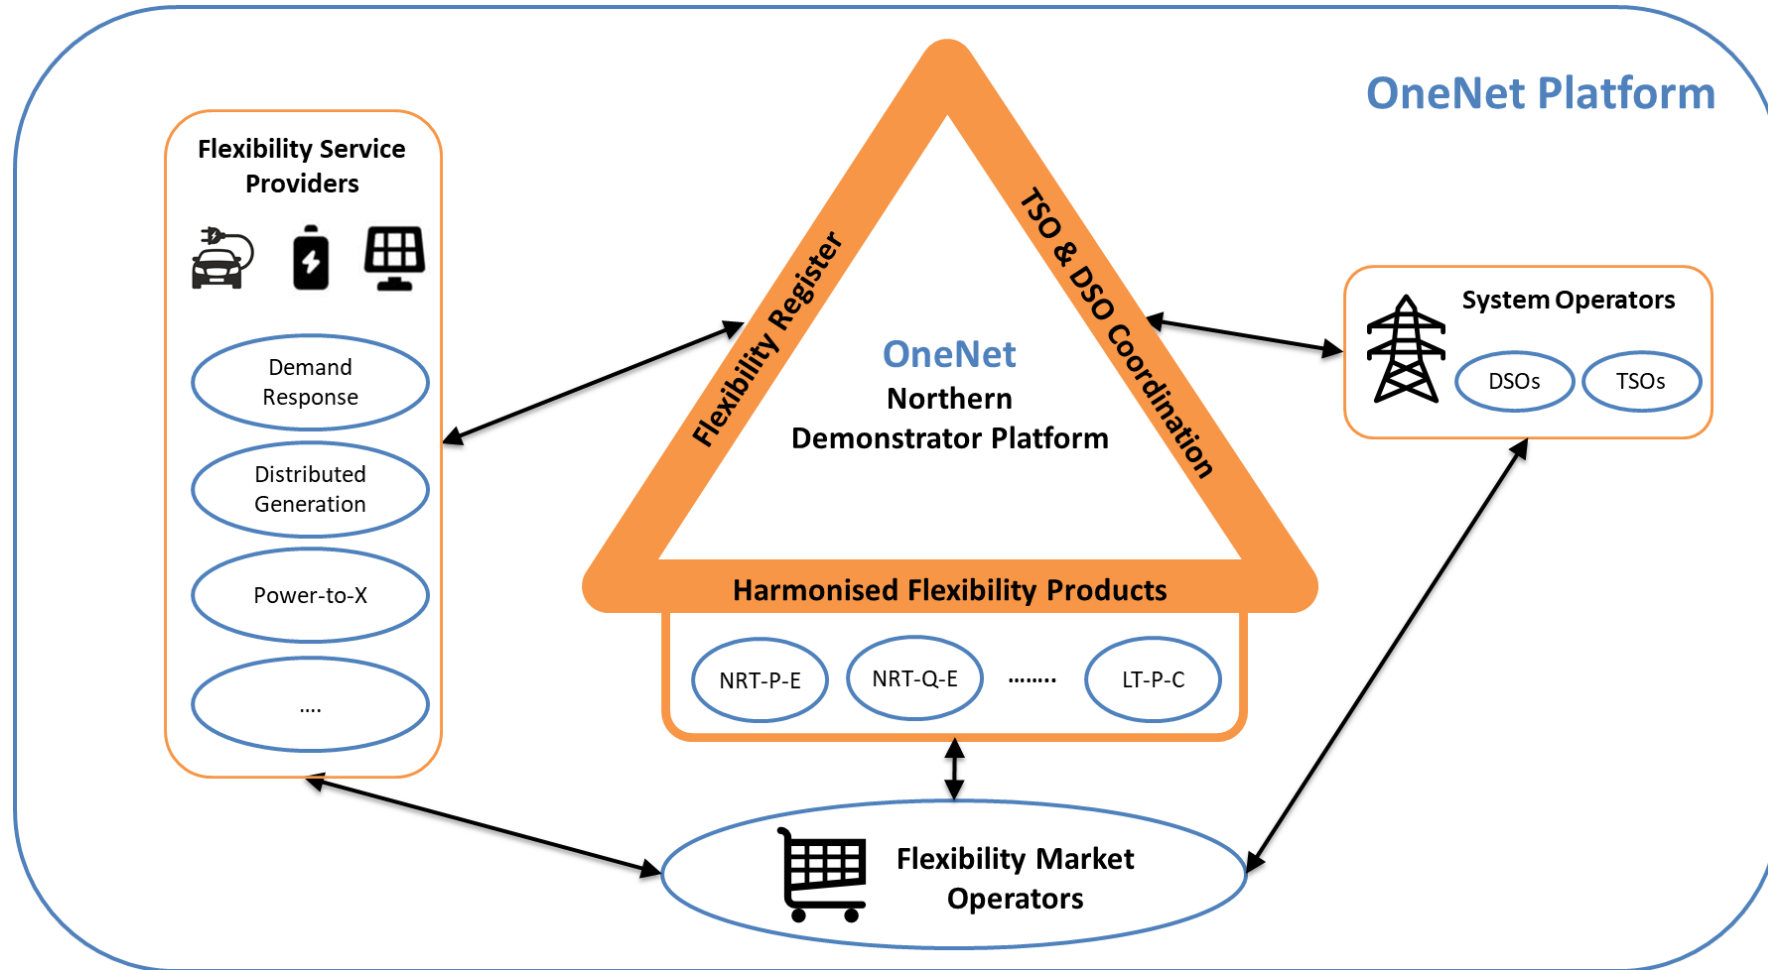 OneNet Platform
Flexibility Service
Providers
Demand
Response
Distributed
Generation
Power-to-X
....
Flexibility Register
TSO & DSO Coordination
OneNet
Northern
Demonstrator Platform
Harmonised Flexibility Products
NRT-P-E
NRT-Q-E
........
LT-P-C
System Operators
DSOs
TSOs
Flexibility Market
Operators